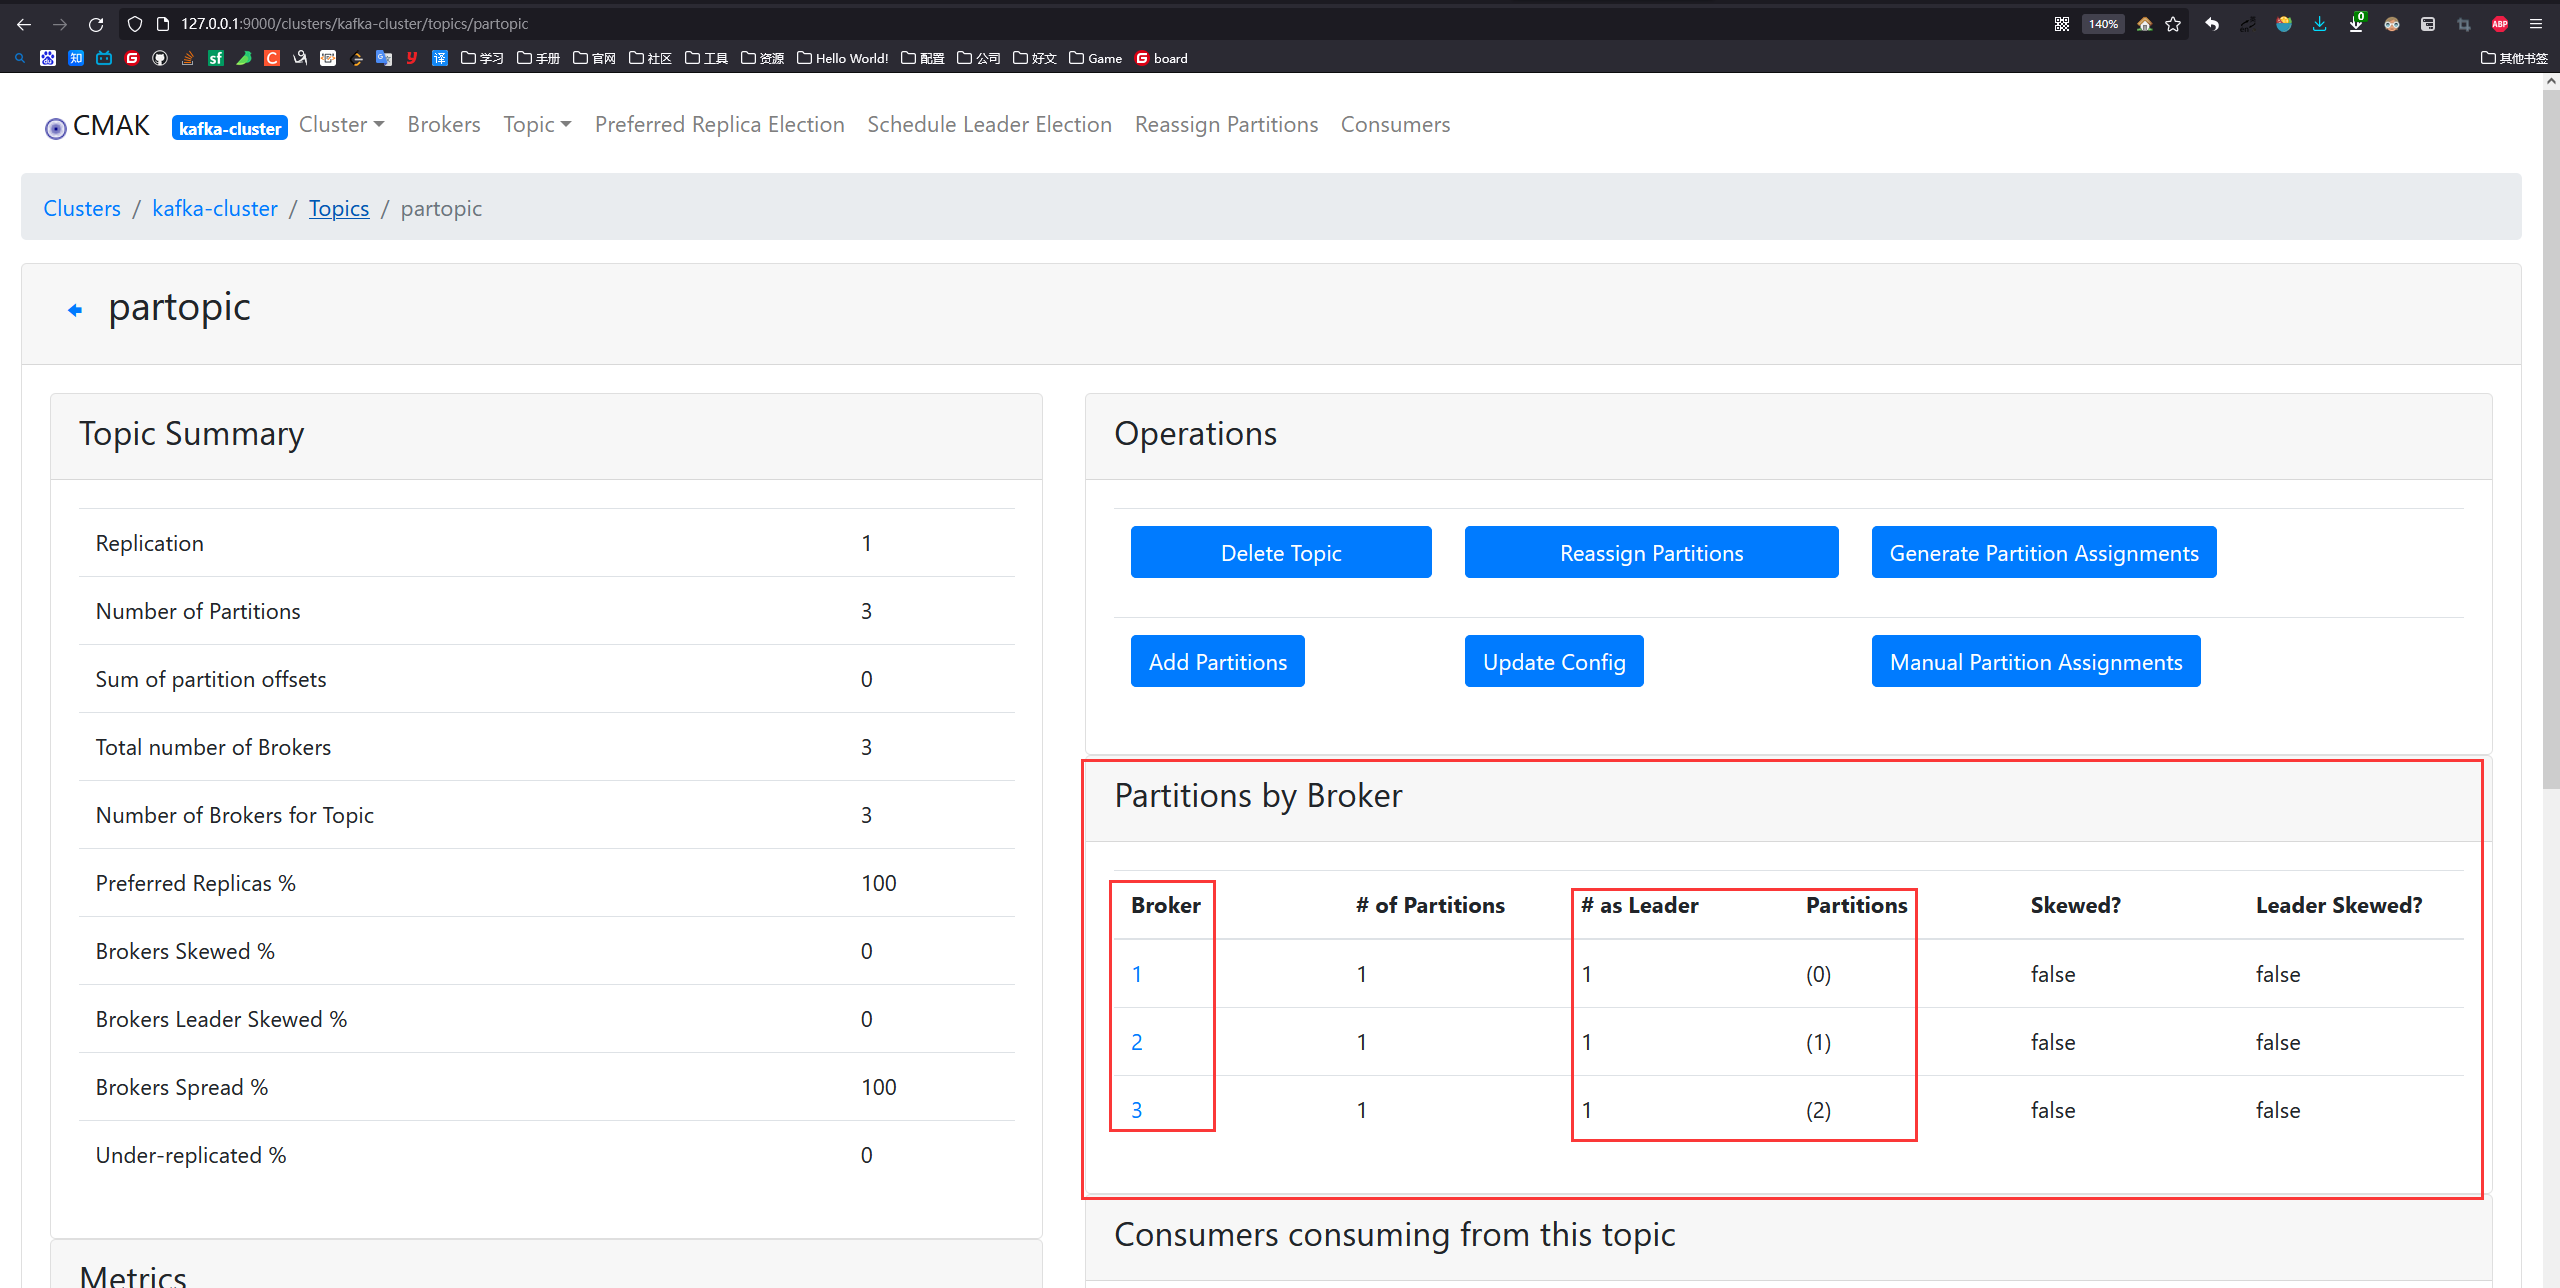 127.0.0.1:9000/clusters/kafka-cluster/topics/partopic
140%
0
ABP
知
sf
C
y
译
学习
手册
官网
社区
工具
资源
Hello World!
配置
公司
好文
Game
board
其他书签
CMAK kafka-cluster Cluster Brokers Topic Preferred Replica Election Schedule Leader Election Reassign Partitions Consumers
Clusters / kafka-cluster / Topics / partopic
partopic
Topic Summary
Replication 1
Number of Partitions 3
Sum of partition offsets 0
Total number of Brokers 3
Number of Brokers for Topic 3
Preferred Replicas % 100
Brokers Skewed % 0
Brokers Leader Skewed % 0
Brokers Spread % 100
Under-replicated % 0
Metrics
Operations
Delete Topic Reassign Partitions Generate Partition Assignments
Add Partitions Update Config Manual Partition Assignments
Partitions by Broker
Broker # of Partitions # as Leader Partitions Skewed? Leader Skewed?
1 1 1 (0) false false
2 1 1 (1) false false
3 1 1 (2) false false
Consumers consuming from this topic